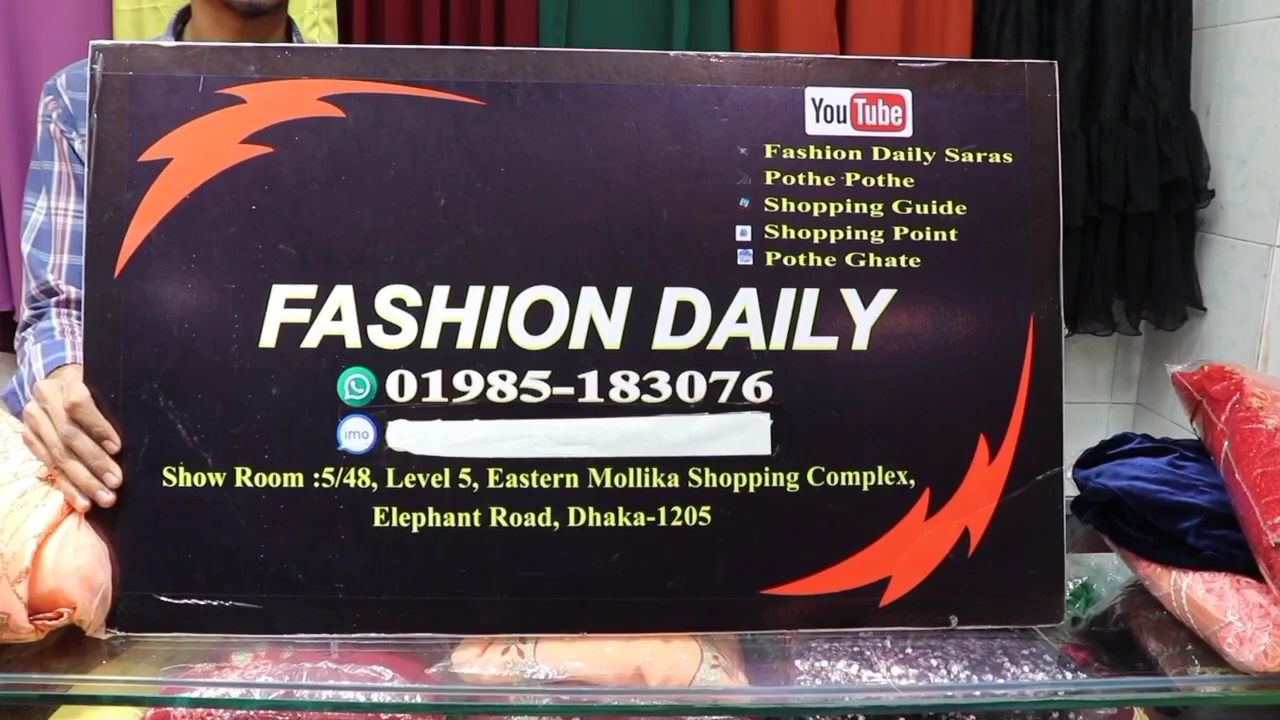 YouTube
Fashion Daily Saras
Pothe Pothe
Shopping Guide
Shopping Point
Pothe Ghate
FASHION DAILY
01985-183076
imo
Show Room :5/48, Level 5, Eastern Mollika Shopping Complex,
Elephant Road, Dhaka-1205